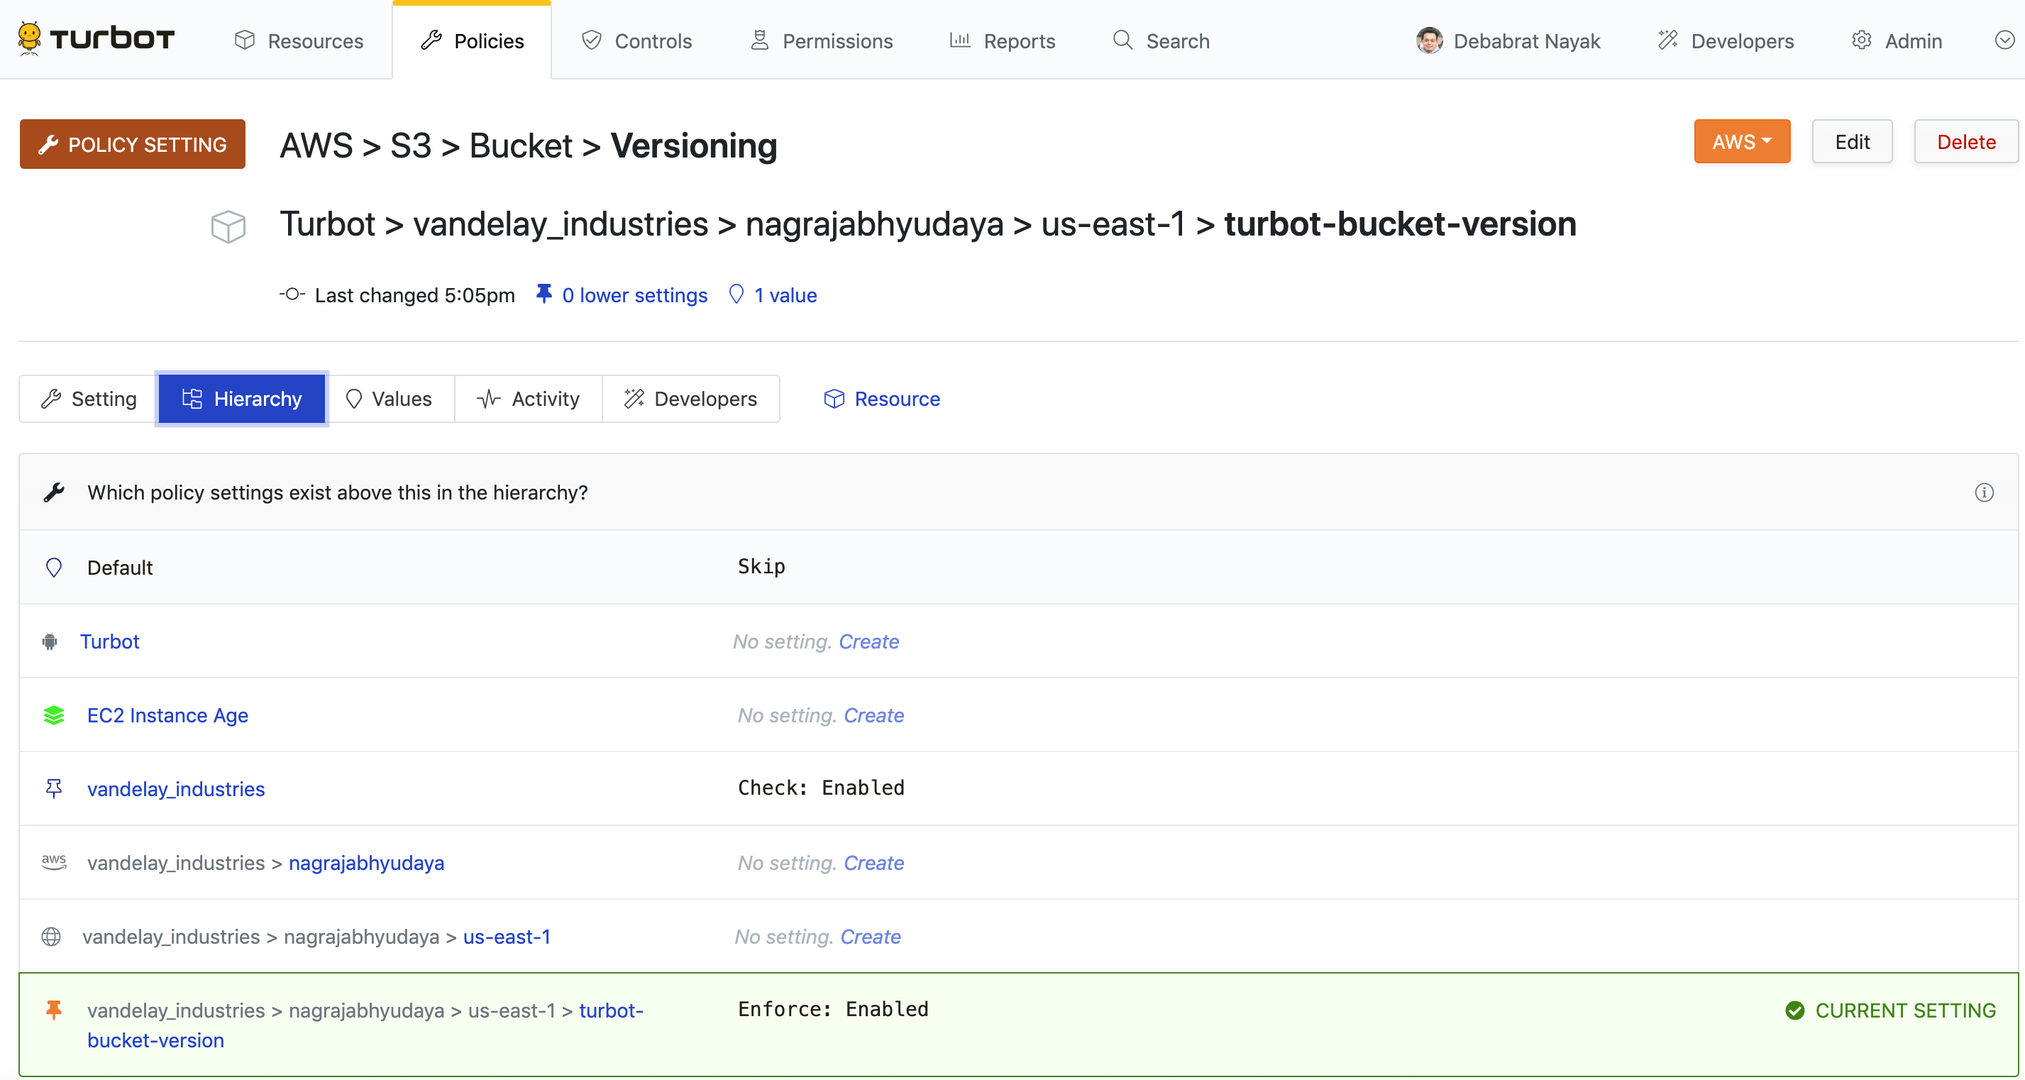 TURBOT
Resources
Policies
Controls
Permissions
Reports
Search
Debabrat Nayak
Developers
Admin
POLICY SETTING
AWS > S3 > Bucket > Versioning
AWS
Edit
Delete
Turbot > vandelay_industries > nagrajabhyudaya > us-east-1 > turbot-bucket-version
Last changed 5:05pm 0 lower settings 1 value
Setting
Hierarchy
Values
Activity
Developers
Resource
Which policy settings exist above this in the hierarchy?
Default Skip
Turbot No setting. Create
EC2 Instance Age No setting. Create
vandelay_industries Check: Enabled
aws vandelay_industries > nagrajabhyudaya No setting. Create
vandelay_industries > nagrajabhyudaya > us-east-1 No setting. Create
vandelay_industries > nagrajabhyudaya > us-east-1 > turbot- Enforce: Enabled CURRENT SETTING
bucket-version